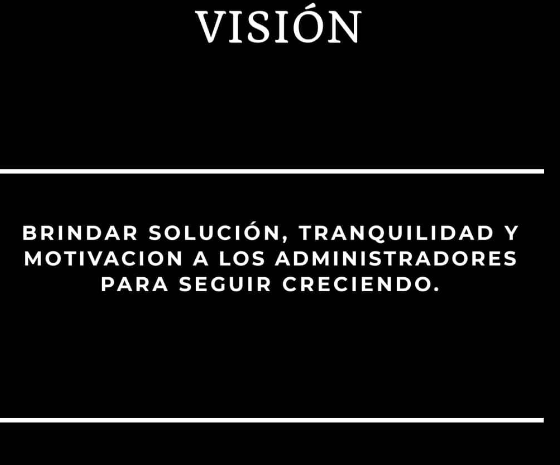 VISIÓN
BRINDAR SOLUCIÓN, TRANQUILIDAD Y
MOTIVACION A LOS ADMINISTRADORES
PARA SEGUIR CRECIENDO.